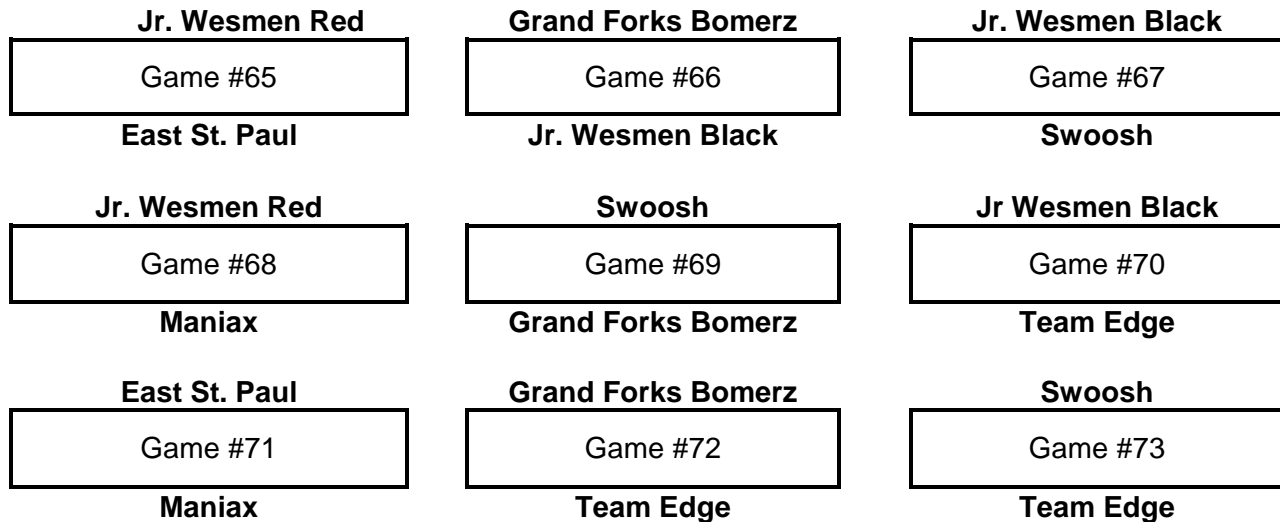 Jr. Wesmen Red Grand Forks Bomerz Jr. Wesmen Black
Game #65 Game #66 Game #67
East St. Paul Jr. Wesmen Black Swoosh
Jr. Wesmen Red Swoosh Jr Wesmen Black
Game #68 Game #69 Game #70
Maniax Grand Forks Bomerz Team Edge
East St. Paul Grand Forks Bomerz Swoosh
Game #71 Game #72 Game #73
Maniax Team Edge Team Edge